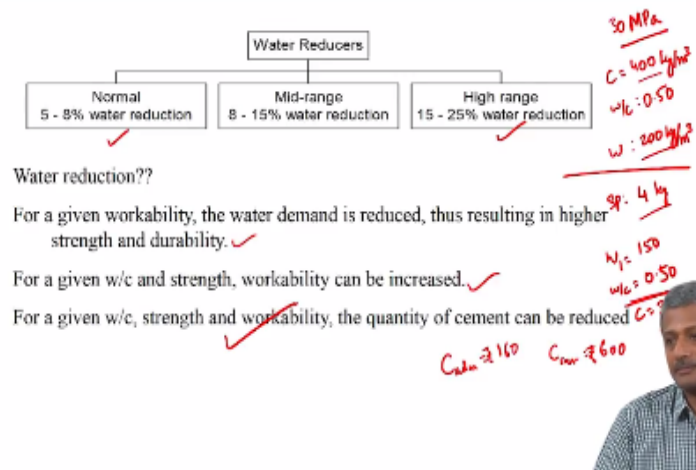 Water Reducers
Normal
5 - 8% water reduction
Mid-range
8 - 15% water reduction
High range
15 - 25% water reduction
Water reduction??
For a given workability, the water demand is reduced, thus resulting in higher
strength and durability.
For a given w/c and strength, workability can be increased.
For a given w/c, strength and workability, the quantity of cement can be reduced
30 MPa
C = 400 kg/m³
w/c : 0.50
W : 200 kg/m³
SP : 4 kg
W₁ = 150
w/c = 0.50
C =
₹ 160
₹ 600